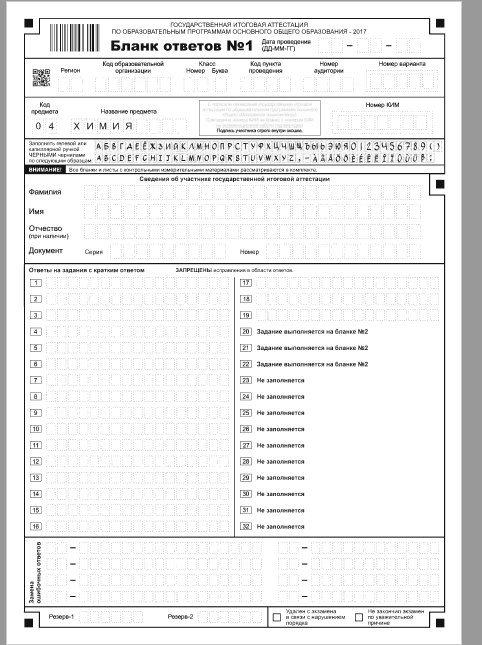 ГОСУДАРСТВЕННАЯ ИТОГОВАЯ АТТЕСТАЦИЯ
ПО ОБРАЗОВАТЕЛЬНЫМ ПРОГРАММАМ ОСНОВНОГО ОБЩЕГО ОБРАЗОВАНИЯ - 2017
Бланк ответов №1 Дата проведения (ДД-ММ-ГГ) – –
Регион
Код образовательной организации
Класс Номер Буква
Код пункта проведения
Номер аудитории
Номер варианта
Код предмета
Название предмета
Номер КИМ
04 ХИМИЯ
Подпись участника строго внутри окошка.
Заполнять гелевой или капиллярной ручкой ЧЕРНЫМИ чернилами по следующим образцам:
АБВГДЕЁЖЗИЙКЛМНОПРСТУФХЦЧШЩЪЫЬЭЮЯ0123456789
ВНИМАНИЕ! Все бланки и листы с контрольными измерительными материалами рассматриваются в комплекте.
Сведения об участнике государственной итоговой аттестации
Фамилия
Имя
Отчество
(при наличии)
Документ Серия Номер
Ответы на задания с кратким ответом ЗАПРЕЩЕНЫ исправления в области ответов.
1 17
2 18
3 19
4 20 Задание выполняется на бланке №2
5 21 Задание выполняется на бланке №2
6 22 Задание выполняется на бланке №2
7 23 Не заполняется
8 24 Не заполняется
9 25 Не заполняется
10 26 Не заполняется
11 27 Не заполняется
12 28 Не заполняется
13 29 Не заполняется
14 30 Не заполняется
15 31 Не заполняется
16 32 Не заполняется
Замена ошибочных ответов
Резерв-1 Резерв-2
Удален с экзамена в связи с нарушением порядка
Не закончил экзамен по уважительной причине